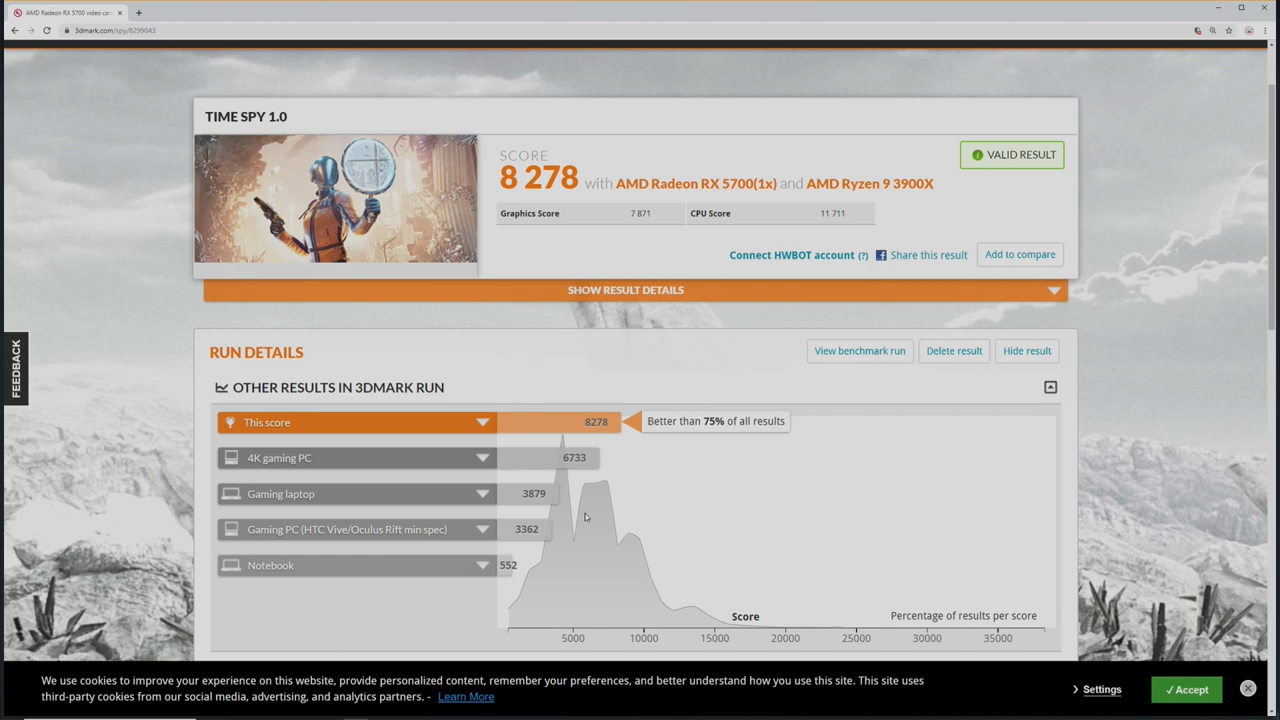 AMD Radeon RX 5700 video ca
3dmark.com/spy/8299043
TIME SPY 1.0
SCORE
8 278 with AMD Radeon RX 5700(1x) and AMD Ryzen 9 3900X
VALID RESULT
Graphics Score 7 871 CPU Score 11 711
Connect HWBOT account (?) Share this result Add to compare
SHOW RESULT DETAILS
FEEDBACK
RUN DETAILS
View benchmark run Delete result Hide result
OTHER RESULTS IN 3DMARK RUN
This score 8278 Better than 75% of all results
4K gaming PC 6733
Gaming laptop 3879
Gaming PC (HTC Vive/Oculus Rift min spec) 3362
Notebook 552
Score Percentage of results per score
5000 10000 15000 20000 25000 30000 35000
We use cookies to improve your experience on this website, provide personalized content, remember your preferences, and better understand how you use this site. This site uses
third-party cookies from our social media, advertising, and analytics partners. - Learn More
Settings
✓ Accept